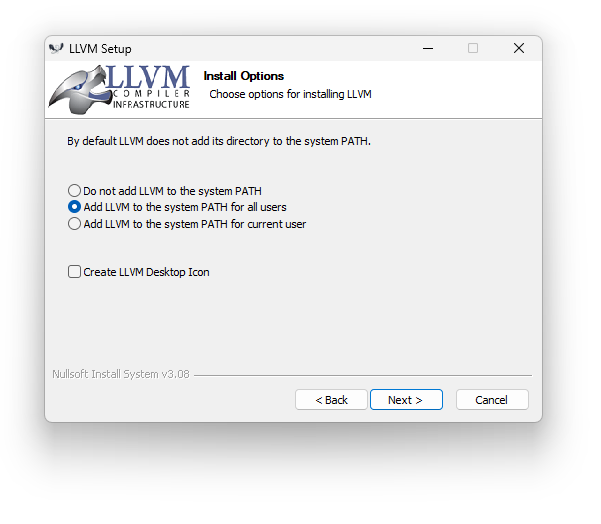 LLVM Setup
LLVM
COMPILER
INFRASTRUCTURE
Install Options
Choose options for installing LLVM
By default LLVM does not add its directory to the system PATH.
Do not add LLVM to the system PATH
Add LLVM to the system PATH for all users
Add LLVM to the system PATH for current user
Create LLVM Desktop Icon
Nullsoft Install System v3.08
< Back Next > Cancel